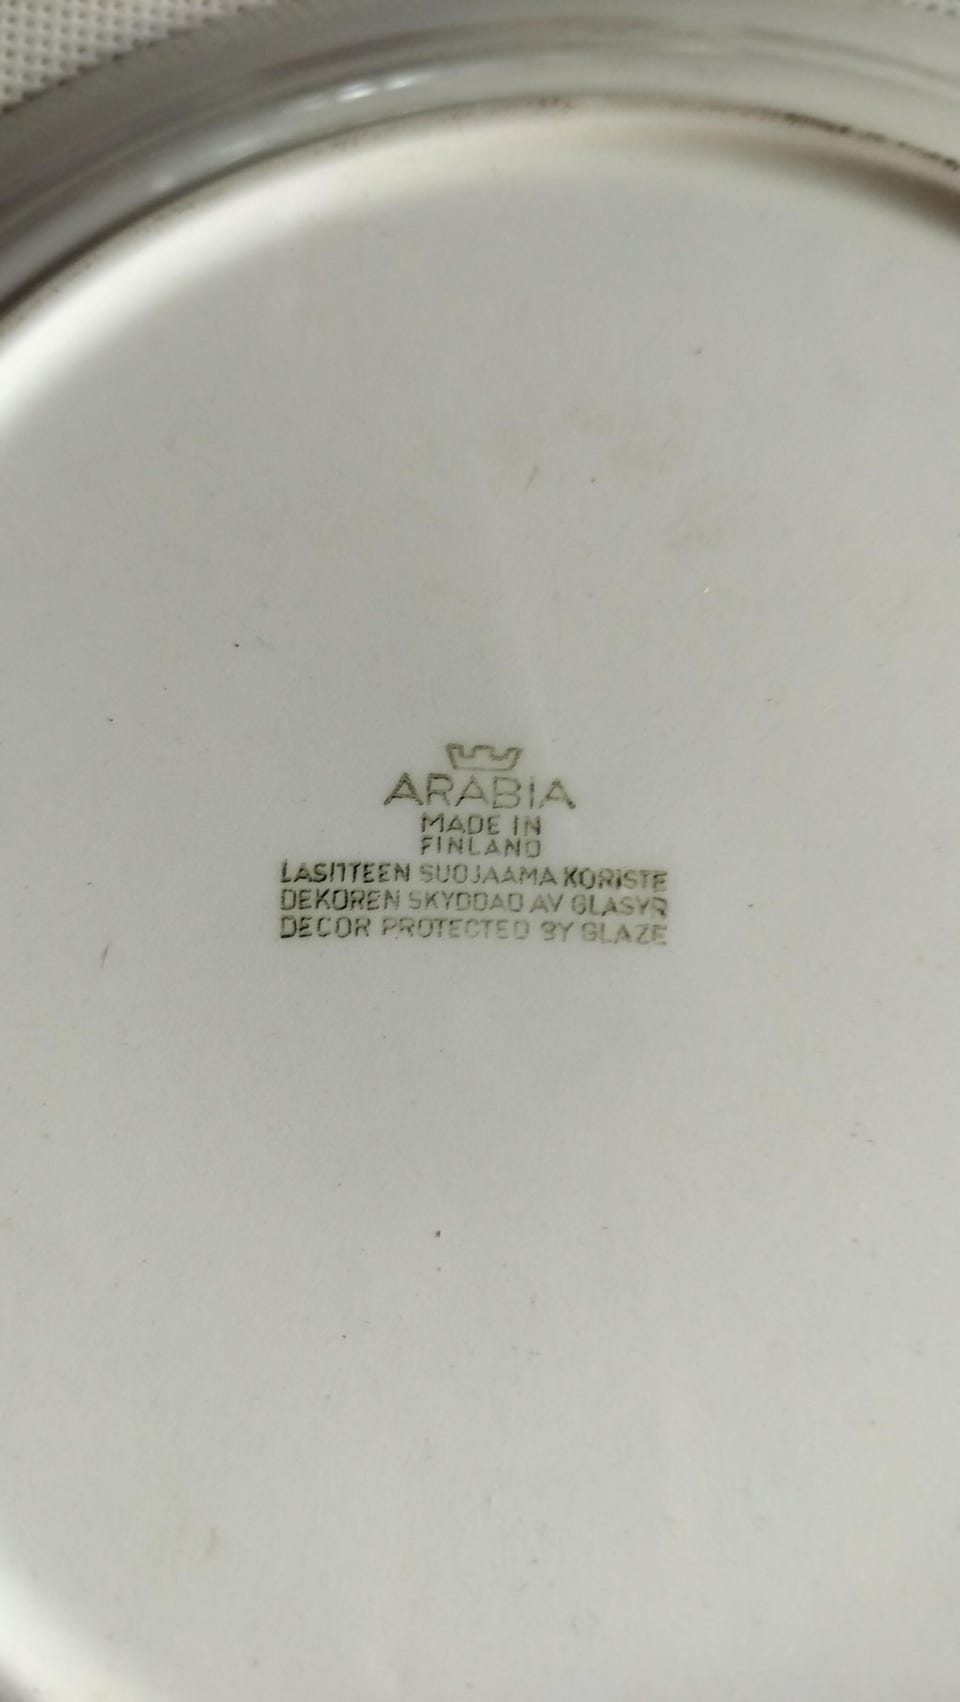 ARABIA
MADE IN
FINLAND
LASITTEEN SUOJAAMA KORISTE
DEKOREN SKYDDAD AV GLASYR
DECOR PROTECTED BY GLAZE